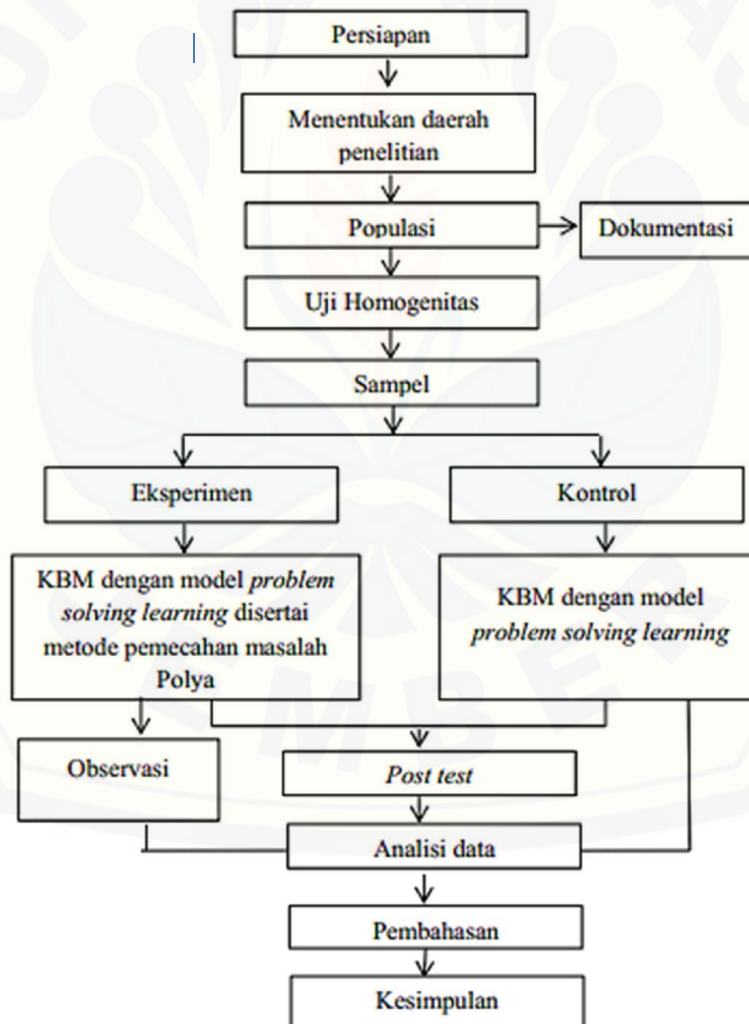 Persiapan
Menentukan daerah
penelitian
Populasi
Dokumentasi
Uji Homogenitas
Sampel
Eksperimen
Kontrol
KBM dengan model problem
solving learning disertai
metode pemecahan masalah
Polya
KBM dengan model
problem solving learning
Observasi
Post test
Analisi data
Pembahasan
Kesimpulan
JEMBER